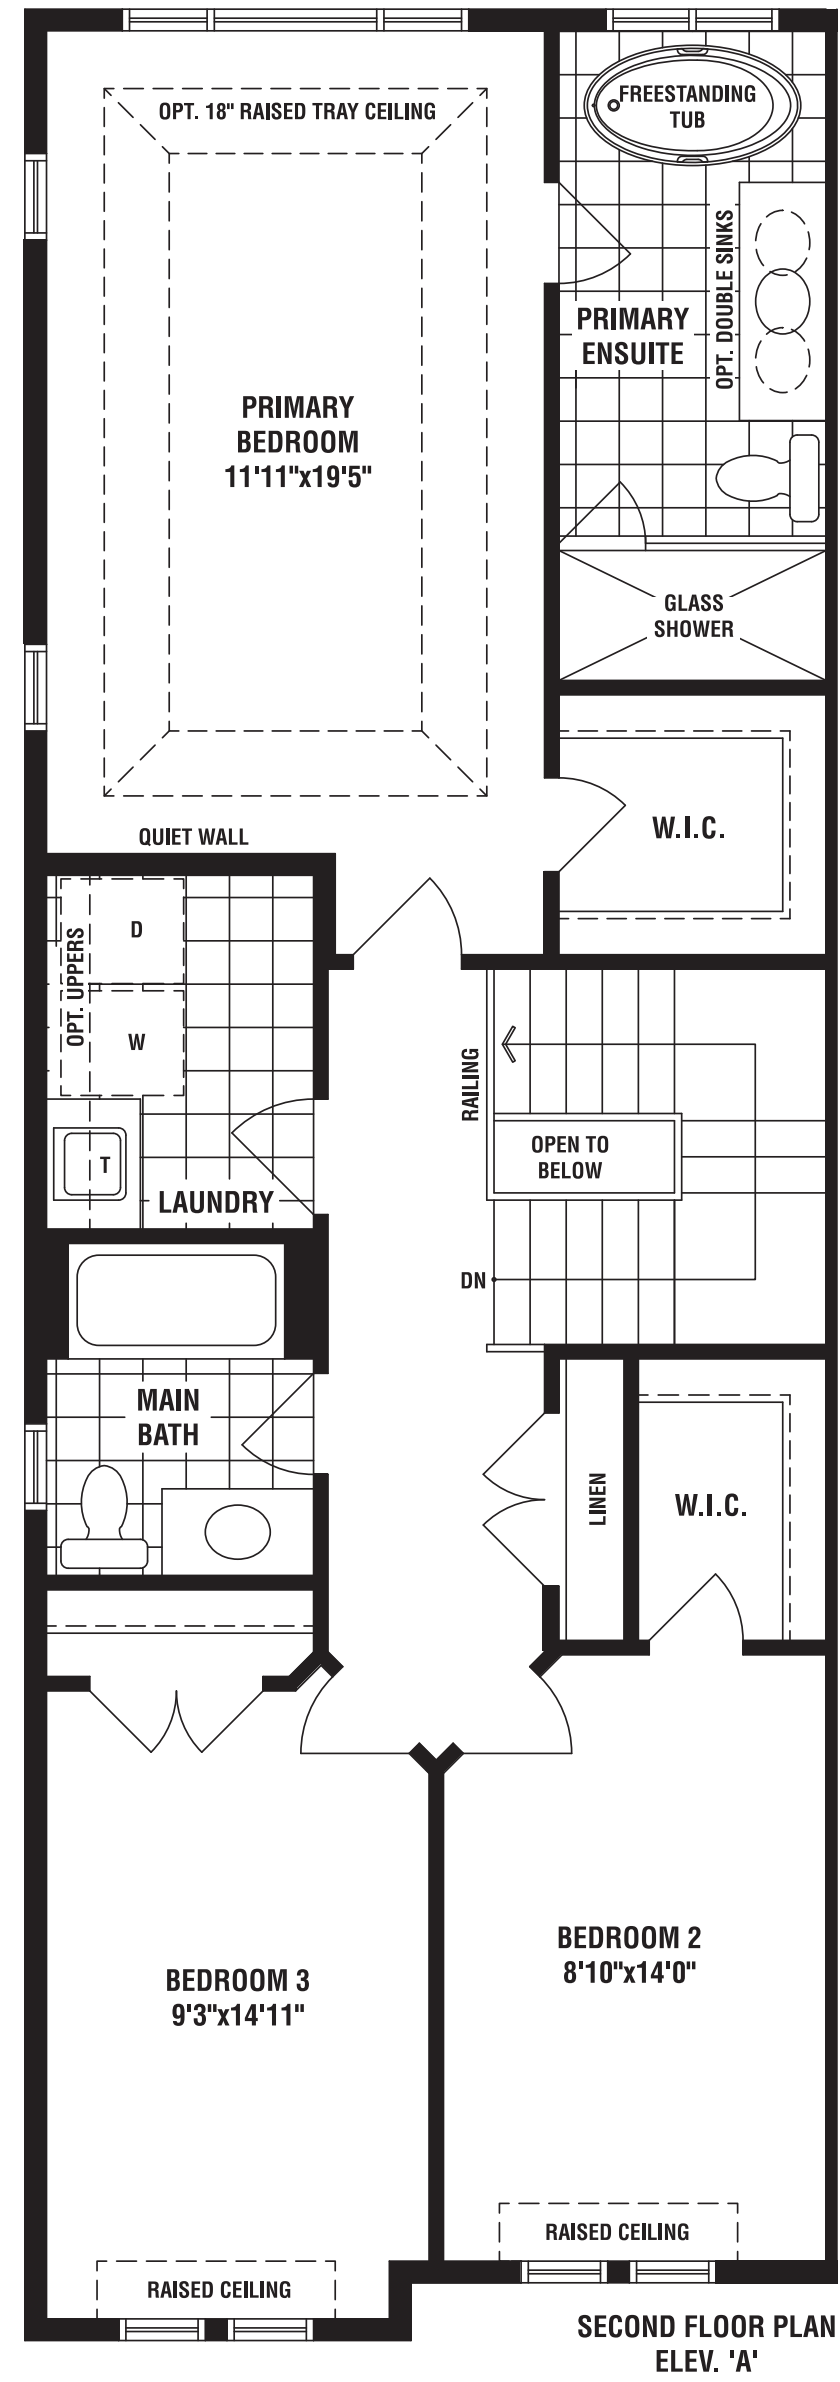 OPT. 18" RAISED TRAY CEILING
FREESTANDING
TUB
OPT. DOUBLE SINKS
PRIMARY
ENSUITE
PRIMARY
BEDROOM
11'11"x19'5"
GLASS
SHOWER
W.I.C.
QUIET WALL
D
OPT. UPPERS
W
RAILING
OPEN TO
BELOW
T
LAUNDRY
DN
MAIN
BATH
LINEN
W.I.C.
BEDROOM 2
8'10"x14'0"
BEDROOM 3
9'3"x14'11"
RAISED CEILING
RAISED CEILING
SECOND FLOOR PLAN
ELEV. 'A'